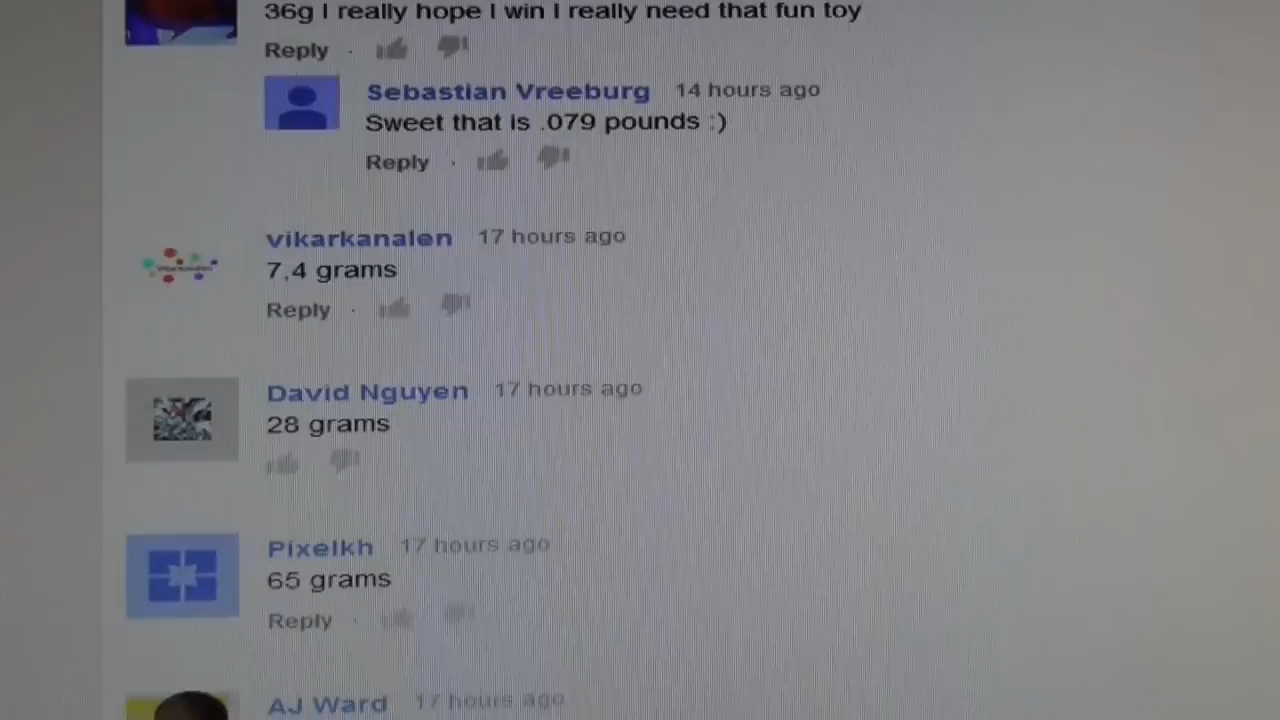 36g I really hope I win I really need that fun toy
Reply ·
Sebastian Vreeburg 14 hours ago
Sweet that is .079 pounds :)
Reply ·
vikarkanalen 17 hours ago
7,4 grams
Reply ·
David Nguyen 17 hours ago
28 grams
Pixelkh 17 hours ago
65 grams
Reply ·
AJ Ward 17 hours ago